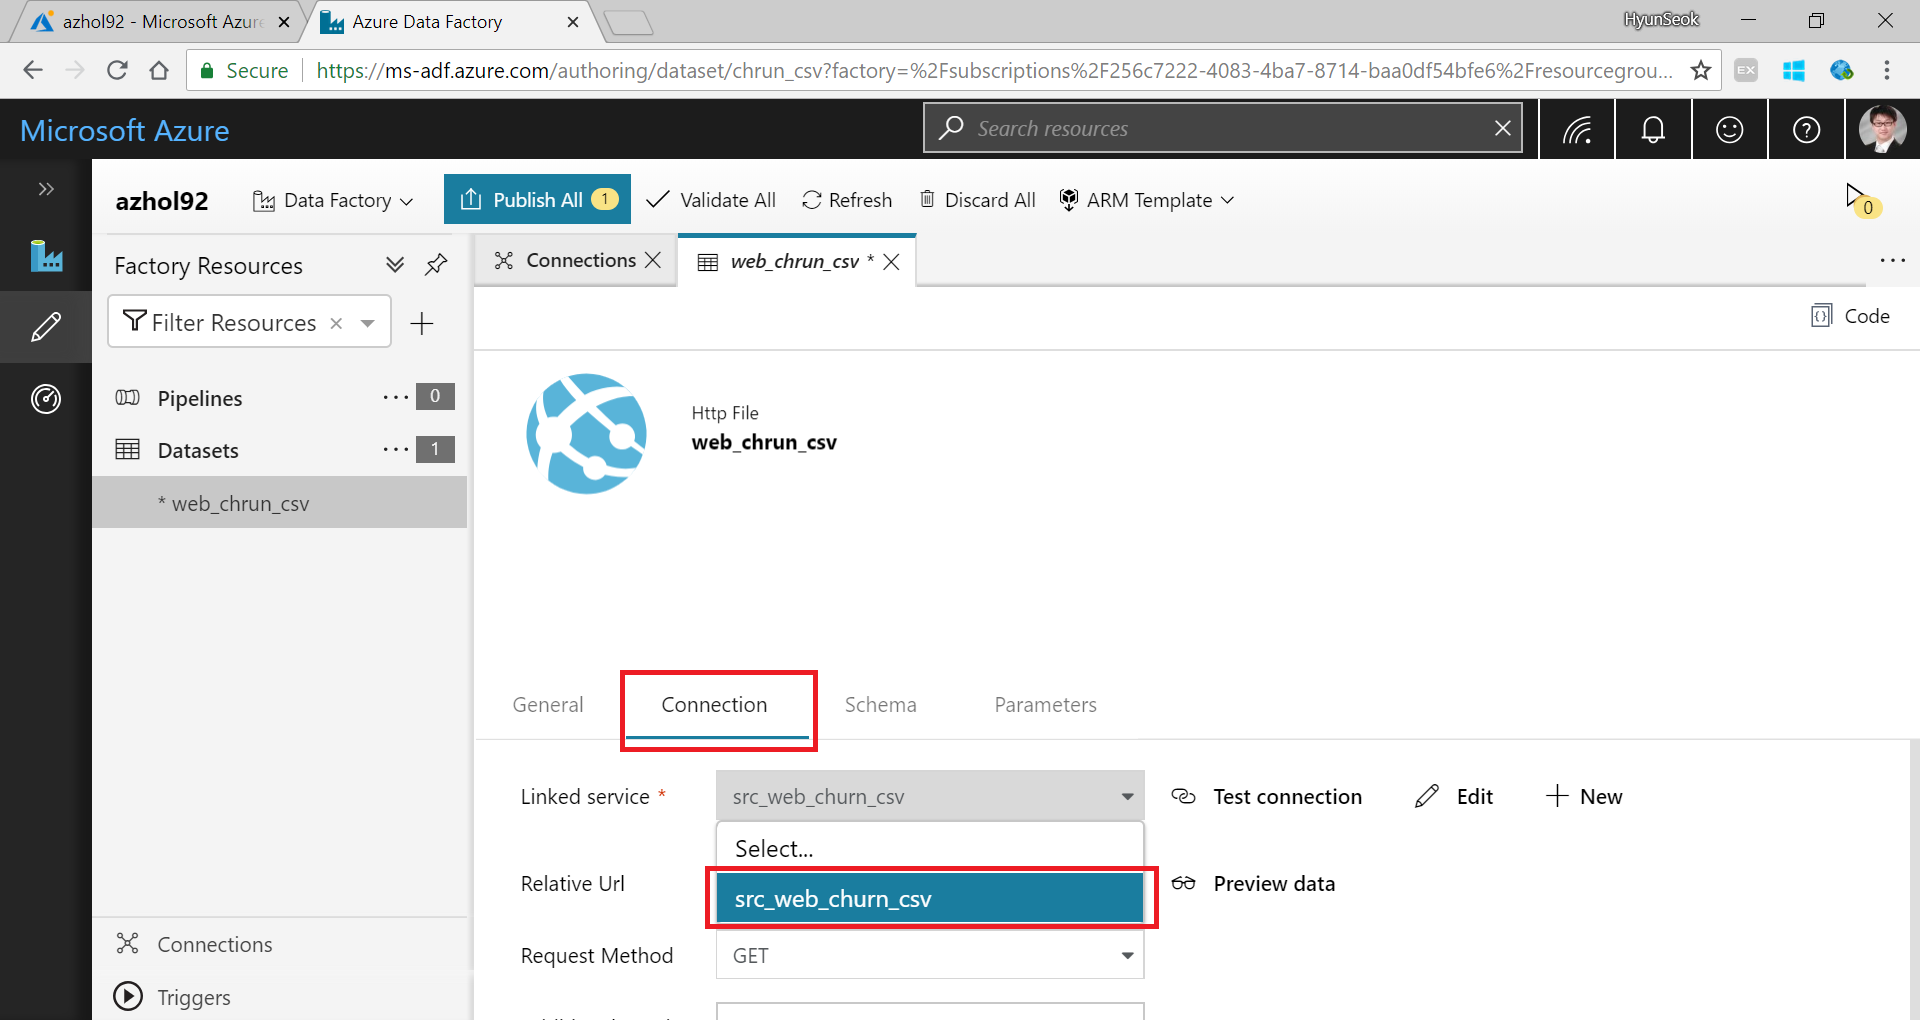 azhol92 - Microsoft Azure
Azure Data Factory
HyunSeok
Secure
https://ms-adf.azure.com/authoring/dataset/chrun_csv?factory=%2Fsubscriptions%2F256c7222-4083-4ba7-8714-baa0df54bfe6%2Fresourcegrou...
EX
Microsoft Azure
Search resources
azhol92
Data Factory
Publish All
1
Validate All
Refresh
Discard All
ARM Template
0
Factory Resources
Connections
web_chrun_csv *
Filter Resources
Code
Pipelines
0
Http File
web_chrun_csv
Datasets
1
* web_chrun_csv
General
Connection
Schema
Parameters
Linked service *
src_web_churn_csv
Test connection
Edit
New
Select...
Relative Url
src_web_churn_csv
Preview data
Connections
Request Method
GET
Triggers